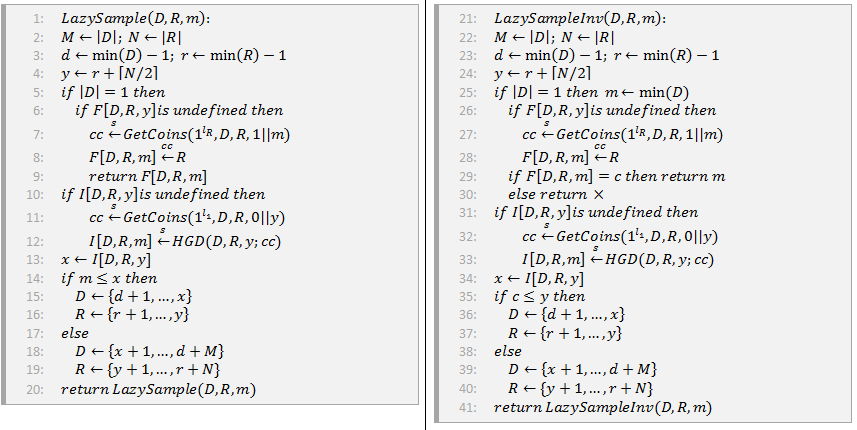 1: LazySample(D,R,m):
2: M ← |D|; N ← |R|
3: d ← min(D) − 1; r ← min(R) − 1
4: y ← r + ⌈N/2⌉
5: if |D| = 1 then
6: if F[D,R,y]is undefined then
7: cc ←$ GetCoins(1^{l_R},D,R,1||m)
8: F[D,R,m] ←cc R
9: return F[D,R,m]
10: if I[D,R,y]is undefined then
11: cc ←s GetCoins(1^{l_1},D,R,0||y)
12: I[D,R,m] ←s HGD(D,R,y;cc)
13: x ← I[D,R,y]
14: if m ≤ x then
15: D ← {d + 1,…,x}
16: R ← {r + 1,…,y}
17: else
18: D ← {x + 1,…,d + M}
19: R ← {y + 1,…,r + N}
20: return LazySample(D,R,m)
21: LazySampleInv(D,R,m):
22: M ← |D|; N ← |R|
23: d ← min(D) − 1; r ← min(R) − 1
24: y ← r + ⌈N/2⌉
25: if |D| = 1 then m ← min(D)
26: if F[D,R,y]is undefined then
27: cc ←s GetCoins(1^{l_R},D,R,1||m)
28: F[D,R,m] ←cc R
29: if F[D,R,m] = c then return m
30: else return ×
31: if I[D,R,y]is undefined then
32: cc ←s GetCoins(1^{l_1},D,R,0||y)
33: I[D,R,m] ←s HGD(D,R,y;cc)
34: x ← I[D,R,y]
35: if c ≤ y then
36: D ← {d + 1,…,x}
37: R ← {r + 1,…,y}
38: else
39: D ← {x + 1,…,d + M}
40: R ← {y + 1,…,r + N}
41: return LazySampleInv(D,R,m)